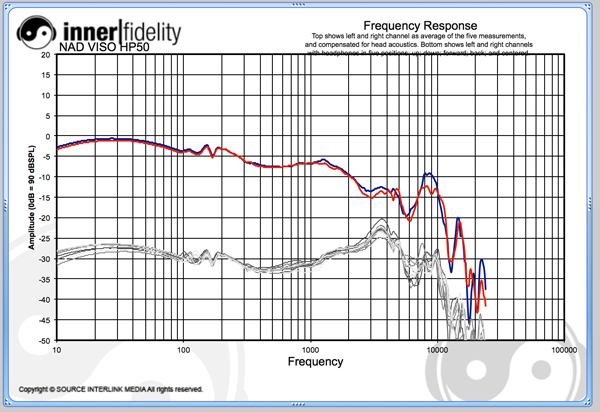 inner|fidelity
NAD VISO HP50
Frequency Response
Top shows left and right channel as average of the five measurements,
and compensated for head acoustics. Bottom shows left and right channels
with headphones in five positions; up; down; forward; back; and centered.
20
15
10
5
0
-5
-10
-15
-20
-25
-30
-35
-40
-45
-50
Amplitude (0dB = 90 dBSPL)
10
100
1000
10000
100000
Frequency
Copyright © SOURCE INTERLINK MEDIA All rights reserved.